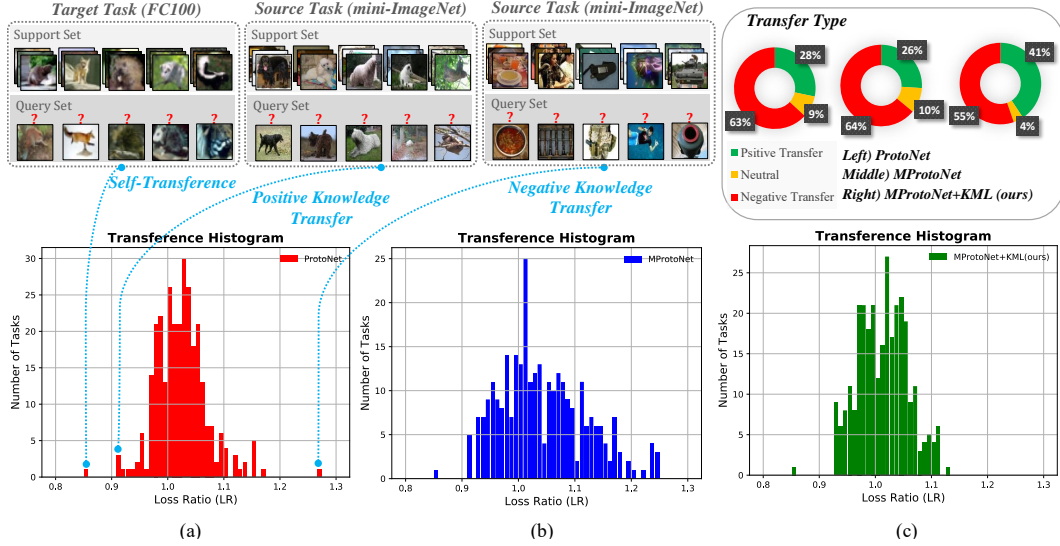 Target Task (FC100)
Source Task (mini-ImageNet)
Source Task (mini-ImageNet)
Support Set
Support Set
Support Set
Query Set
Query Set
Query Set
? ? ? ? ?
? ? ? ? ?
? ? ? ? ?
Self-Transference
Positive Knowledge
Transfer
Negative Knowledge
Transfer
Transfer Type
28%
9%
63%
26%
10%
64%
41%
4%
55%
Pitive Transfer
Neutral
Negative Transfer
Left) ProtoNet
Middle) MProtoNet
Right) MProtoNet+KML (ours)
Transference Histogram
ProtoNet
Number of Tasks
30
25
20
15
10
5
0
0.8 0.9 1.0 1.1 1.2 1.3
Loss Ratio (LR)
(a)
Transference Histogram
MProtoNet
Number of Tasks
25
20
15
10
5
0
0.8 0.9 1.0 1.1 1.2 1.3
Loss Ratio (LR)
(b)
Transference Histogram
MProtoNet+KML(ours)
Number of Tasks
25
20
15
10
5
0
0.8 0.9 1.0 1.1 1.2 1.3
Loss Ratio (LR)
(c)